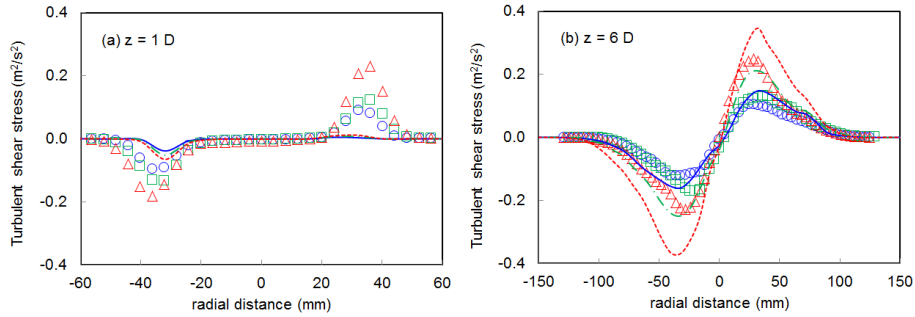 0.4
0.2
0.0
-0.2
-0.4
Turbulent shear stress (m²/s²)
(a) z = 1 D
-60 -40 -20 0 20 40 60
radial distance (mm)
0.4
0.2
0.0
-0.2
-0.4
Turbulent shear stress (m²/s²)
(b) z = 6 D
-150 -100 -50 0 50 100 150
radial distance (mm)